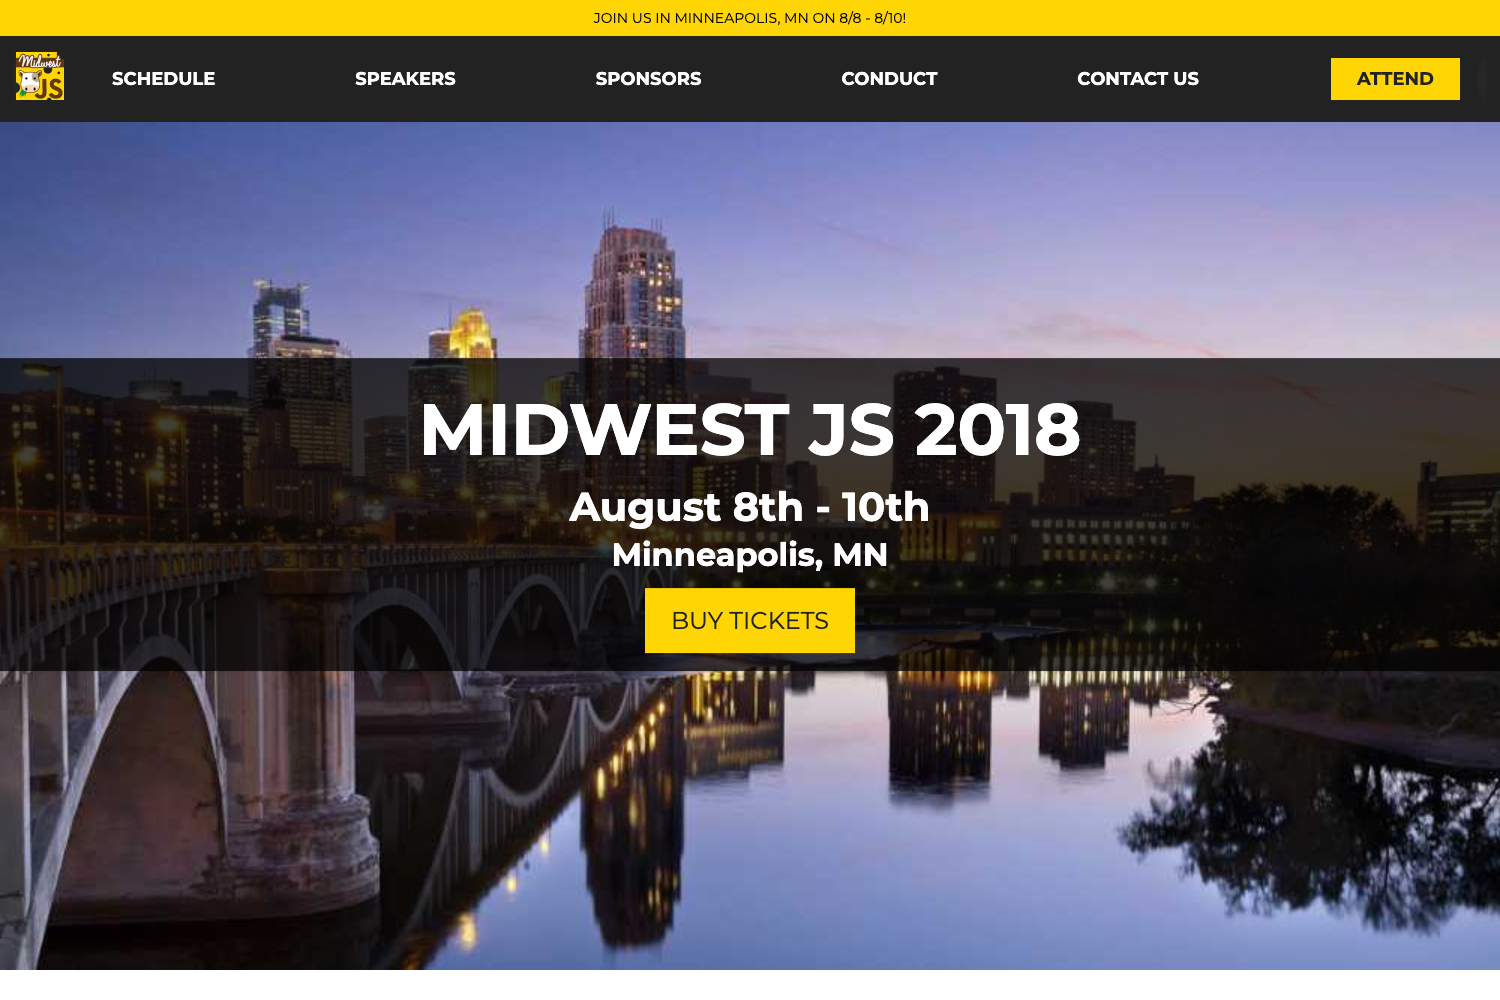 JOIN US IN MINNEAPOLIS, MN ON 8/8 - 8/10!
Midwest
JS
SCHEDULE
SPEAKERS
SPONSORS
CONDUCT
CONTACT US
ATTEND
MIDWEST JS 2018
August 8th - 10th
Minneapolis, MN
BUY TICKETS